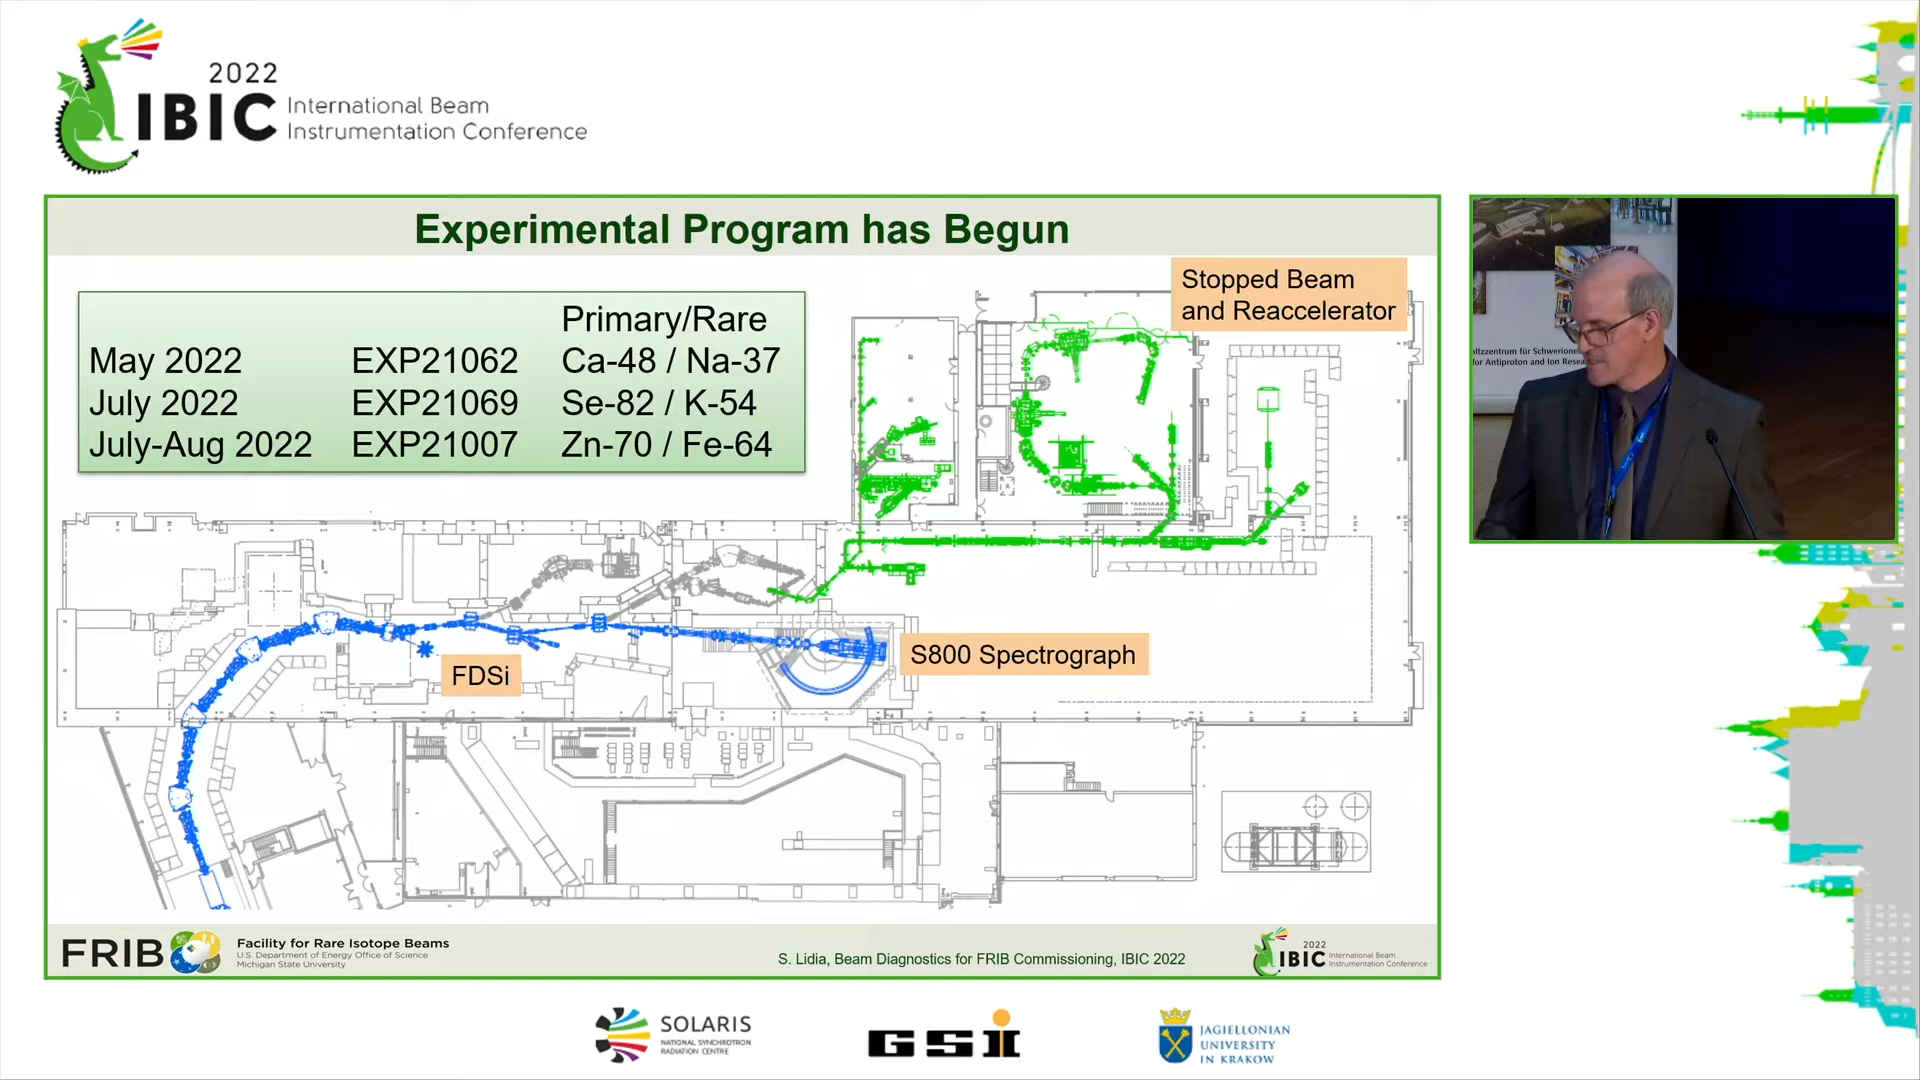 2022
IBIC International Beam
Instrumentation Conference
Experimental Program has Begun
Stopped Beam
and Reaccelerator
Primary/Rare
May 2022 EXP21062 Ca-48 / Na-37
July 2022 EXP21069 Se-82 / K-54
July-Aug 2022 EXP21007 Zn-70 / Fe-64
S800 Spectrograph
FDSi
FRIB
Facility for Rare Isotope Beams
U.S. Department of Energy Office of Science
Michigan State University
S. Lidia, Beam Diagnostics for FRIB Commissioning, IBIC 2022
2022
IBIC International Beam
Instrumentation Conference
SOLARIS
NATIONAL SYNCHROTRON
RADIATION CENTRE
GSi
JAGIELLONIAN
UNIVERSITY
IN KRAKOW